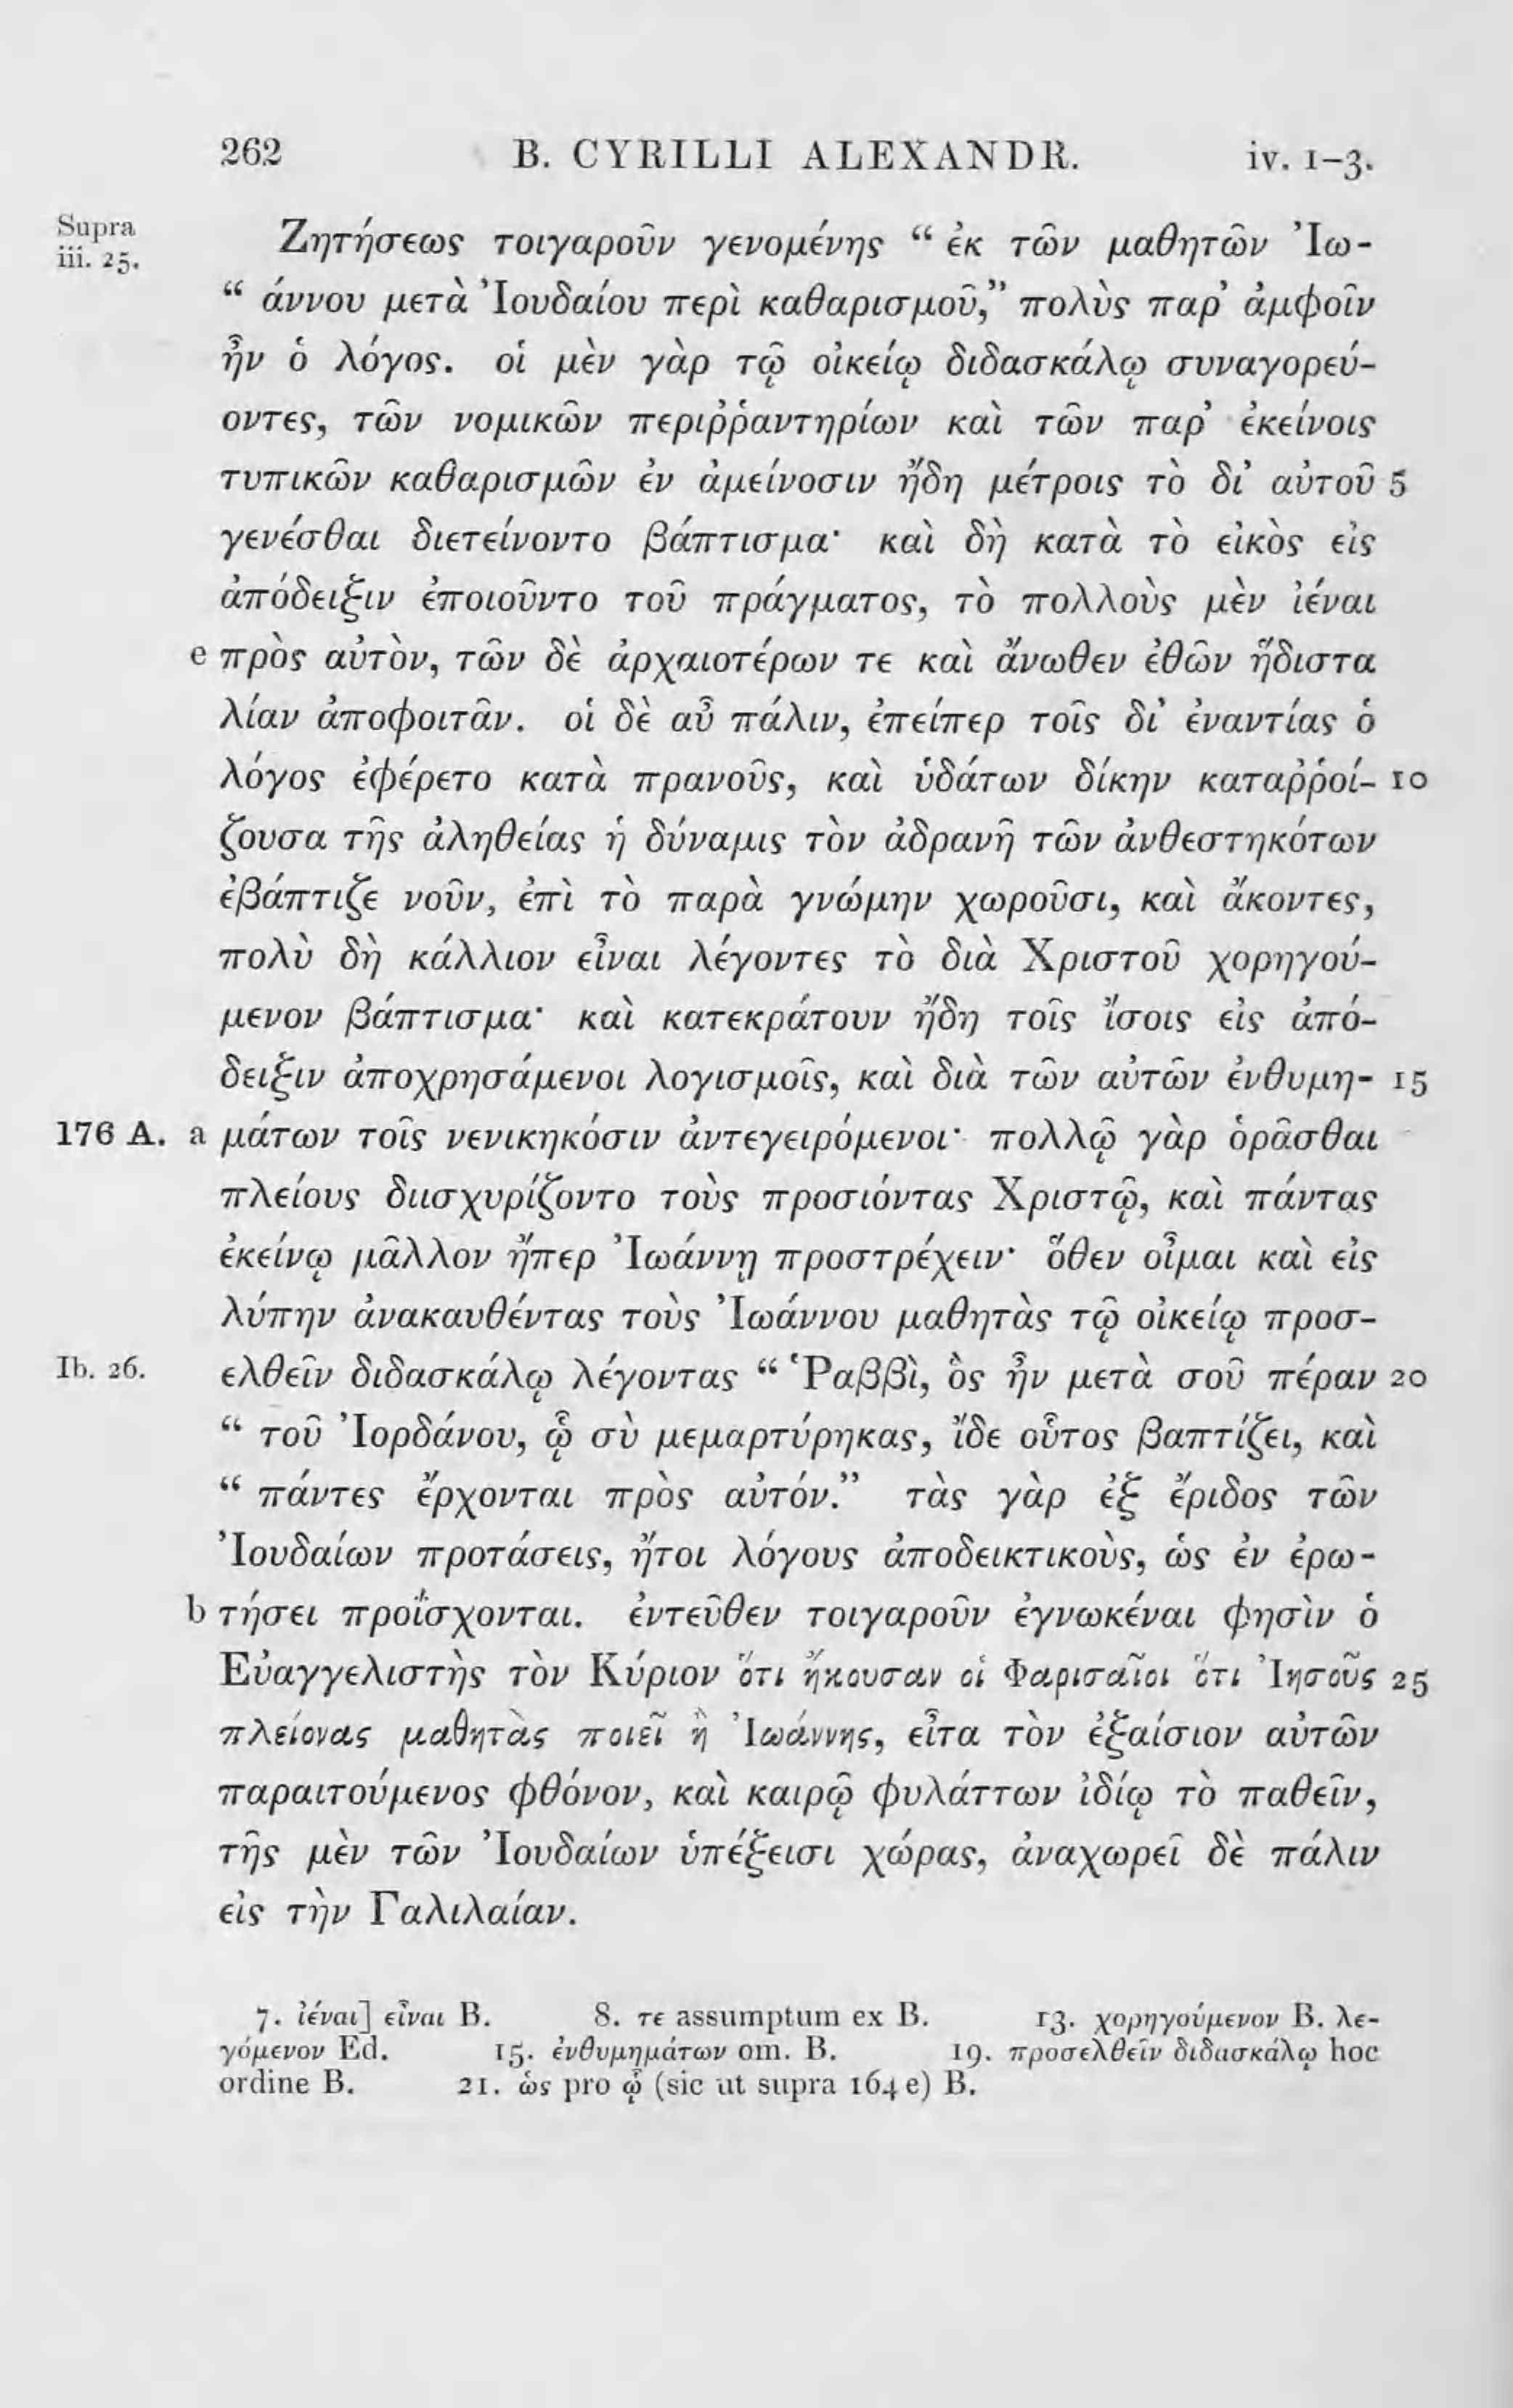 262 B. CYRILLI ALEXANDR. iv. 1-3.
Supra
iii. 25.
Ζητήσεως τοιγαροῦν γενομένης “ ἐκ τῶν μαθητῶν Ἰω-
“ άννου μετὰ Ἰουδαίου περὶ καθαρισμοῦ,” πολὺς παρ’ ἀμφοῖν
ἦν ὁ λόγος. οἱ μὲν γὰρ τῷ οἰκείῳ διδασκάλῳ συναγορεύ-
οντες, τῶν νομικῶν περιῤῥαντηρίων καὶ τῶν παρ’ ἐκείνοις
τυπικῶν καθαρισμῶν ἐν ἀμείνοσιν ἤδη μέτροις τὸ δι’ αὐτοῦ 5
γενέσθαι διετείνοντο βάπτισμα· καὶ δὴ κατὰ τὸ εἰκὸς εἰς
ἀπόδειξιν ἐποιοῦντο τοῦ πράγματος, τὸ πολλοὺς μὲν ἰέναι
e πρὸς αὐτὸν, τῶν δὲ ἀρχαιοτέρων τε καὶ ἄνωθεν ἐθῶν ἥδιστα
λίαν ἀποφοιτᾶν. οἱ δὲ αὖ πάλιν, ἐπείπερ τοῖς δι’ ἐναντίας ὁ
λόγος ἐφέρετο κατὰ πρανοῦς, καὶ ὑδάτων δίκην καταῤῥοί- 10
ζουσα τῆς ἀληθείας ἡ δύναμις τὸν ἀδρανῆ τῶν ἀνθεστηκότων
ἐβάπτιζε νοῦν, ἐπὶ τὸ παρὰ γνώμην χωροῦσι, καὶ ἄκοντες,
πολὺ δὴ κάλλιον εἶναι λέγοντες τὸ διὰ Χριστοῦ χορηγού-
μενον βάπτισμα· καὶ κατεκράτουν ἤδη τοῖς ἴσοις εἰς ἀπό-
δειξιν ἀποχρησάμενοι λογισμοῖς, καὶ διὰ τῶν αὐτῶν ἐνθυμη- 15
176 A. a μάτων τοῖς νενικηκόσιν ἀντεγειρόμενοι· πολλῷ γὰρ ὁρᾶσθαι
πλείους διισχυρίζοντο τοὺς προσιόντας Χριστῷ, καὶ πάντας
ἐκείνῳ μᾶλλον ἤπερ Ἰωάννῃ προστρέχειν· ὅθεν οἶμαι καὶ εἰς
λύπην ἀνακαυθέντας τοὺς Ἰωάννου μαθητὰς τῷ οἰκείῳ προσ-
Ib. 26. ελθεῖν διδασκάλῳ λέγοντας “ Ῥαββὶ, ὃς ἦν μετὰ σοῦ πέραν 20
“ τοῦ Ἰορδάνου, ᾧ σὺ μεμαρτύρηκας, ἴδε οὗτος βαπτίζει, καὶ
“ πάντες ἔρχονται πρὸς αὐτόν.” τὰς γὰρ ἐξ ἔριδος τῶν
Ἰουδαίων προτάσεις, ἤτοι λόγους ἀποδεικτικοὺς, ὡς ἐν ἐρω-
b τήσει προΐσχονται. ἐντεῦθεν τοιγαροῦν ἐγνωκέναι φησὶν ὁ
Εὐαγγελιστὴς τὸν Κύριον ὅτι ἤκουσαν οἱ Φαρισαῖοι ὅτι Ἰησοῦς 25
πλείονας μαθητὰς ποιεῖ ἢ Ἰωάννης, εἶτα τὸν ἐξαίσιον αὐτῶν
παραιτούμενος φθόνον, καὶ καιρῷ φυλάττων ἰδίῳ τὸ παθεῖν,
τῆς μὲν τῶν Ἰουδαίων ὑπέξεισι χώρας, ἀναχωρεῖ δὲ πάλιν
εἰς τὴν Γαλιλαίαν.
7. ἰέναι] εἶναι B. 8. τε assumptum ex B. 13. χορηγούμενον B. λε-
γόμενον Ed. 15. ἐνθυμημάτων om. B. 19. προσελθεῖν διδασκάλῳ hoc
ordine B. 21. ὡς pro ᾧ (sic ut supra 164 e) B.